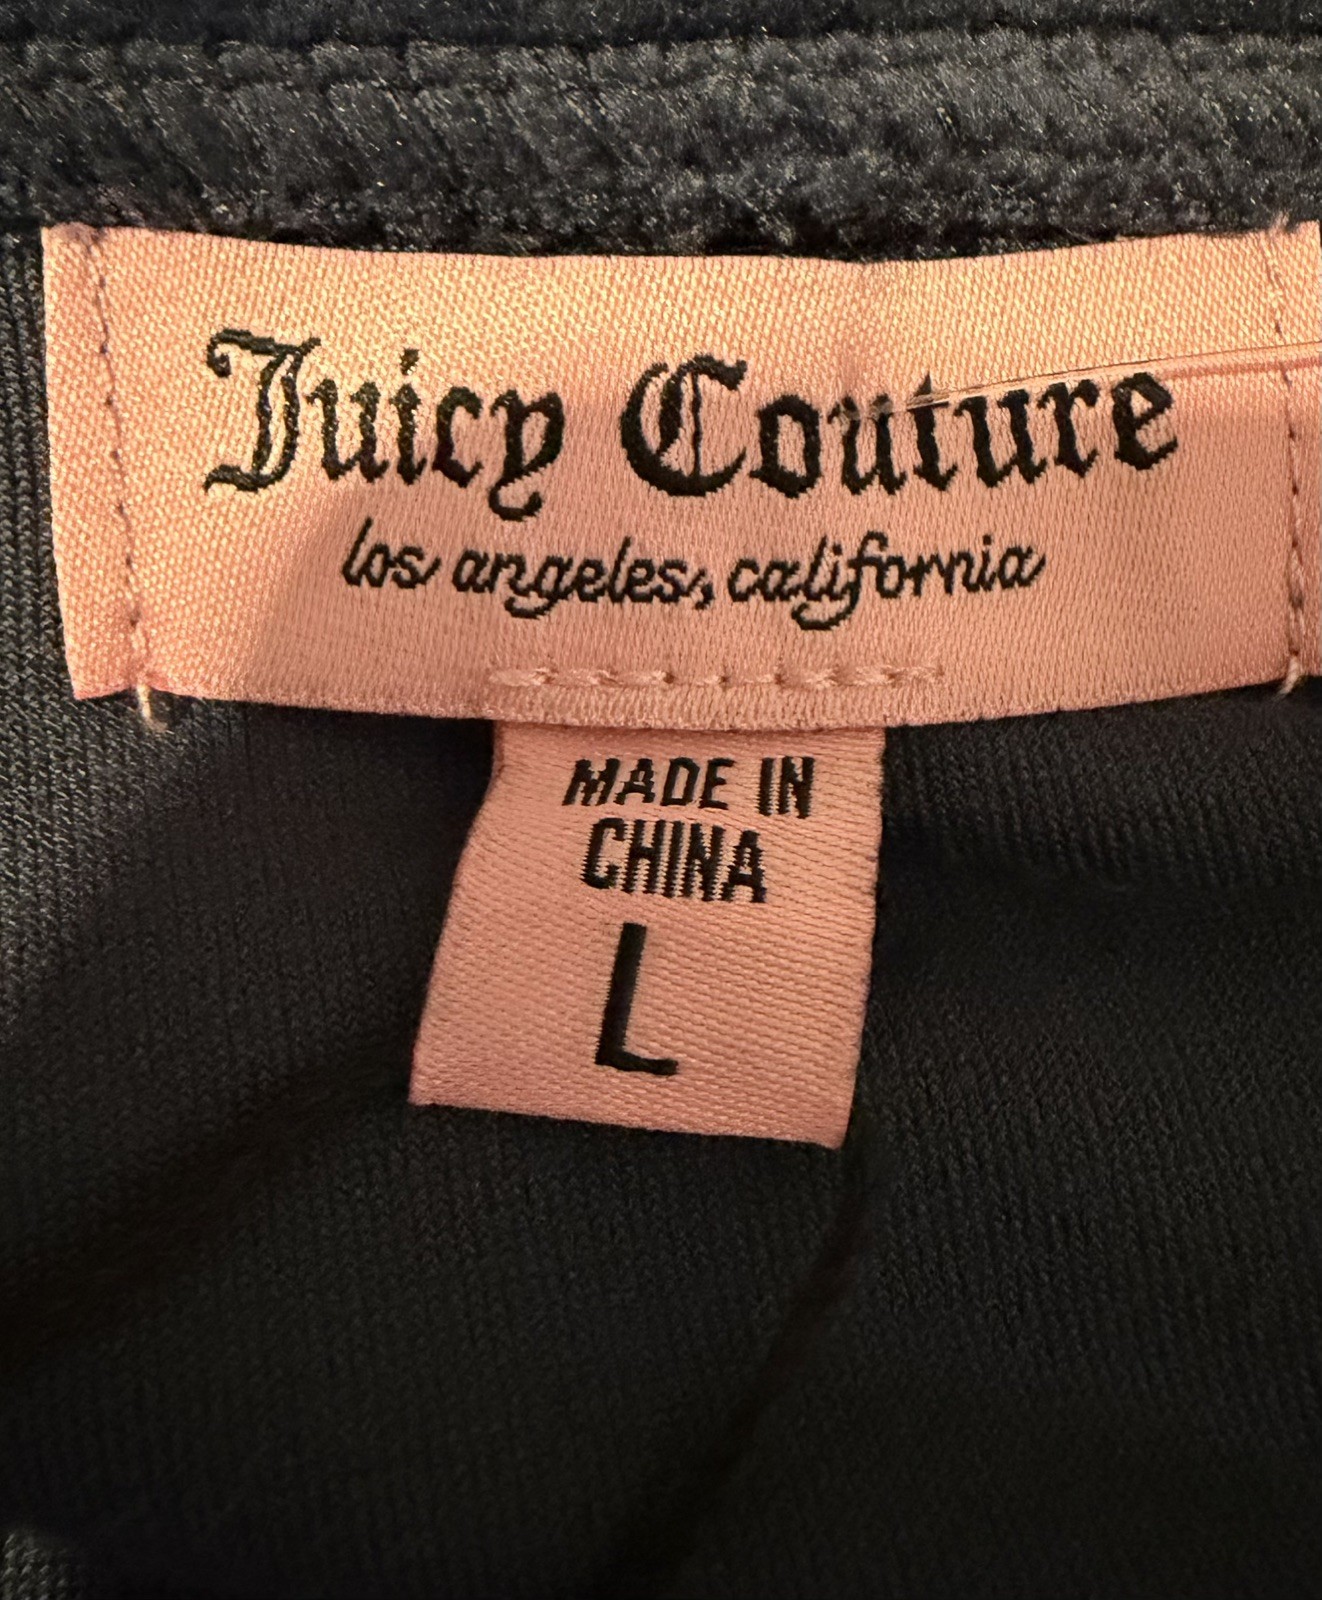 Juicy Couture
los angeles, california
MADE IN
CHINA
L